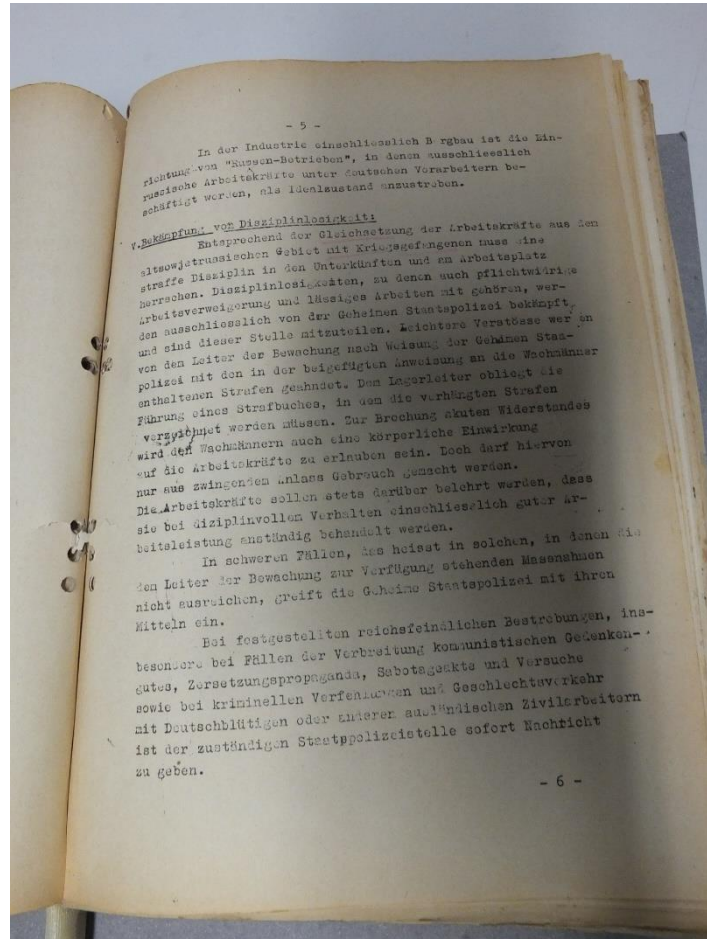 - 5 -
In der Industrie einschliesslich Bergbau ist die Ein-
richtung von "Russen-Betrieben", in denen ausschliesslich
russische Arbeitskräfte unter deutschen Vorarbeitern be-
schäftigt werden, als Idealzustand anzustreben.
V. Bekämpfung von Disziplinlosigkeit:
Entsprechend der Gleichsetzung der Arbeitskräfte aus dem
altsowjetrussischen Gebiet mit Kriegsgefangenen muss eine
straffe Disziplin in den Unterkünften und am Arbeitsplatz
herrschen. Disziplinlosigkeiten, zu denen auch pflichtwidrige
Arbeitsverweigerung und lässiges Arbeiten mit gehören, wer-
den ausschliesslich von der Geheimen Staatspolizei bekämpft
und sind dieser Stelle mitzuteilen. Leichtere Verstösse werden
von dem Leiter der Bewachung nach Weisung der Geheimen Staa-
polizei mit den in der beigefügten Anweisung an die Wachmänner
enthaltenen Strafen geahndet. Dem Lagerleiter obliegt die
Führung eines Strafbuches, in dem die verhängten Strafen
verzeichnet werden müssen. Zur Brechung akuten Widerstandes
wird den Wachmännern auch eine körperliche Einwirkung
auf die Arbeitskräfte zu erlauben sein. Doch darf hiervon
nur aus zwingendem Anlass Gebrauch gemacht werden.
Die Arbeitskräfte sollen stets darüber belehrt werden, dass
sie bei diziplinvollem Verhalten einschliesslich guter Ar-
beitsleistung anständig behandelt werden.
In schweren Fällen, das heisst in solchen, in denen die
dem Leiter der Bewachung zur Verfügung stehenden Massnahmen
nicht ausreichen, greift die Geheime Staatspolizei mit ihren
Mitteln ein.
Bei festgestellten reichsfeindlichen Bestrebungen, ins-
besondere bei Fällen der Verbreitung kommunistischen Gedanken-
gutes, Zersetzungspropaganda, Sabotageakte und Versuche
sowie bei kriminellen Verfehlungen und Geschlechtsverkehr
mit Deutschblütigen oder anderen ausländischen Zivilarbeitern
ist der zuständigen Staatspolizeistelle sofort Nachricht
zu geben.
- 6 -